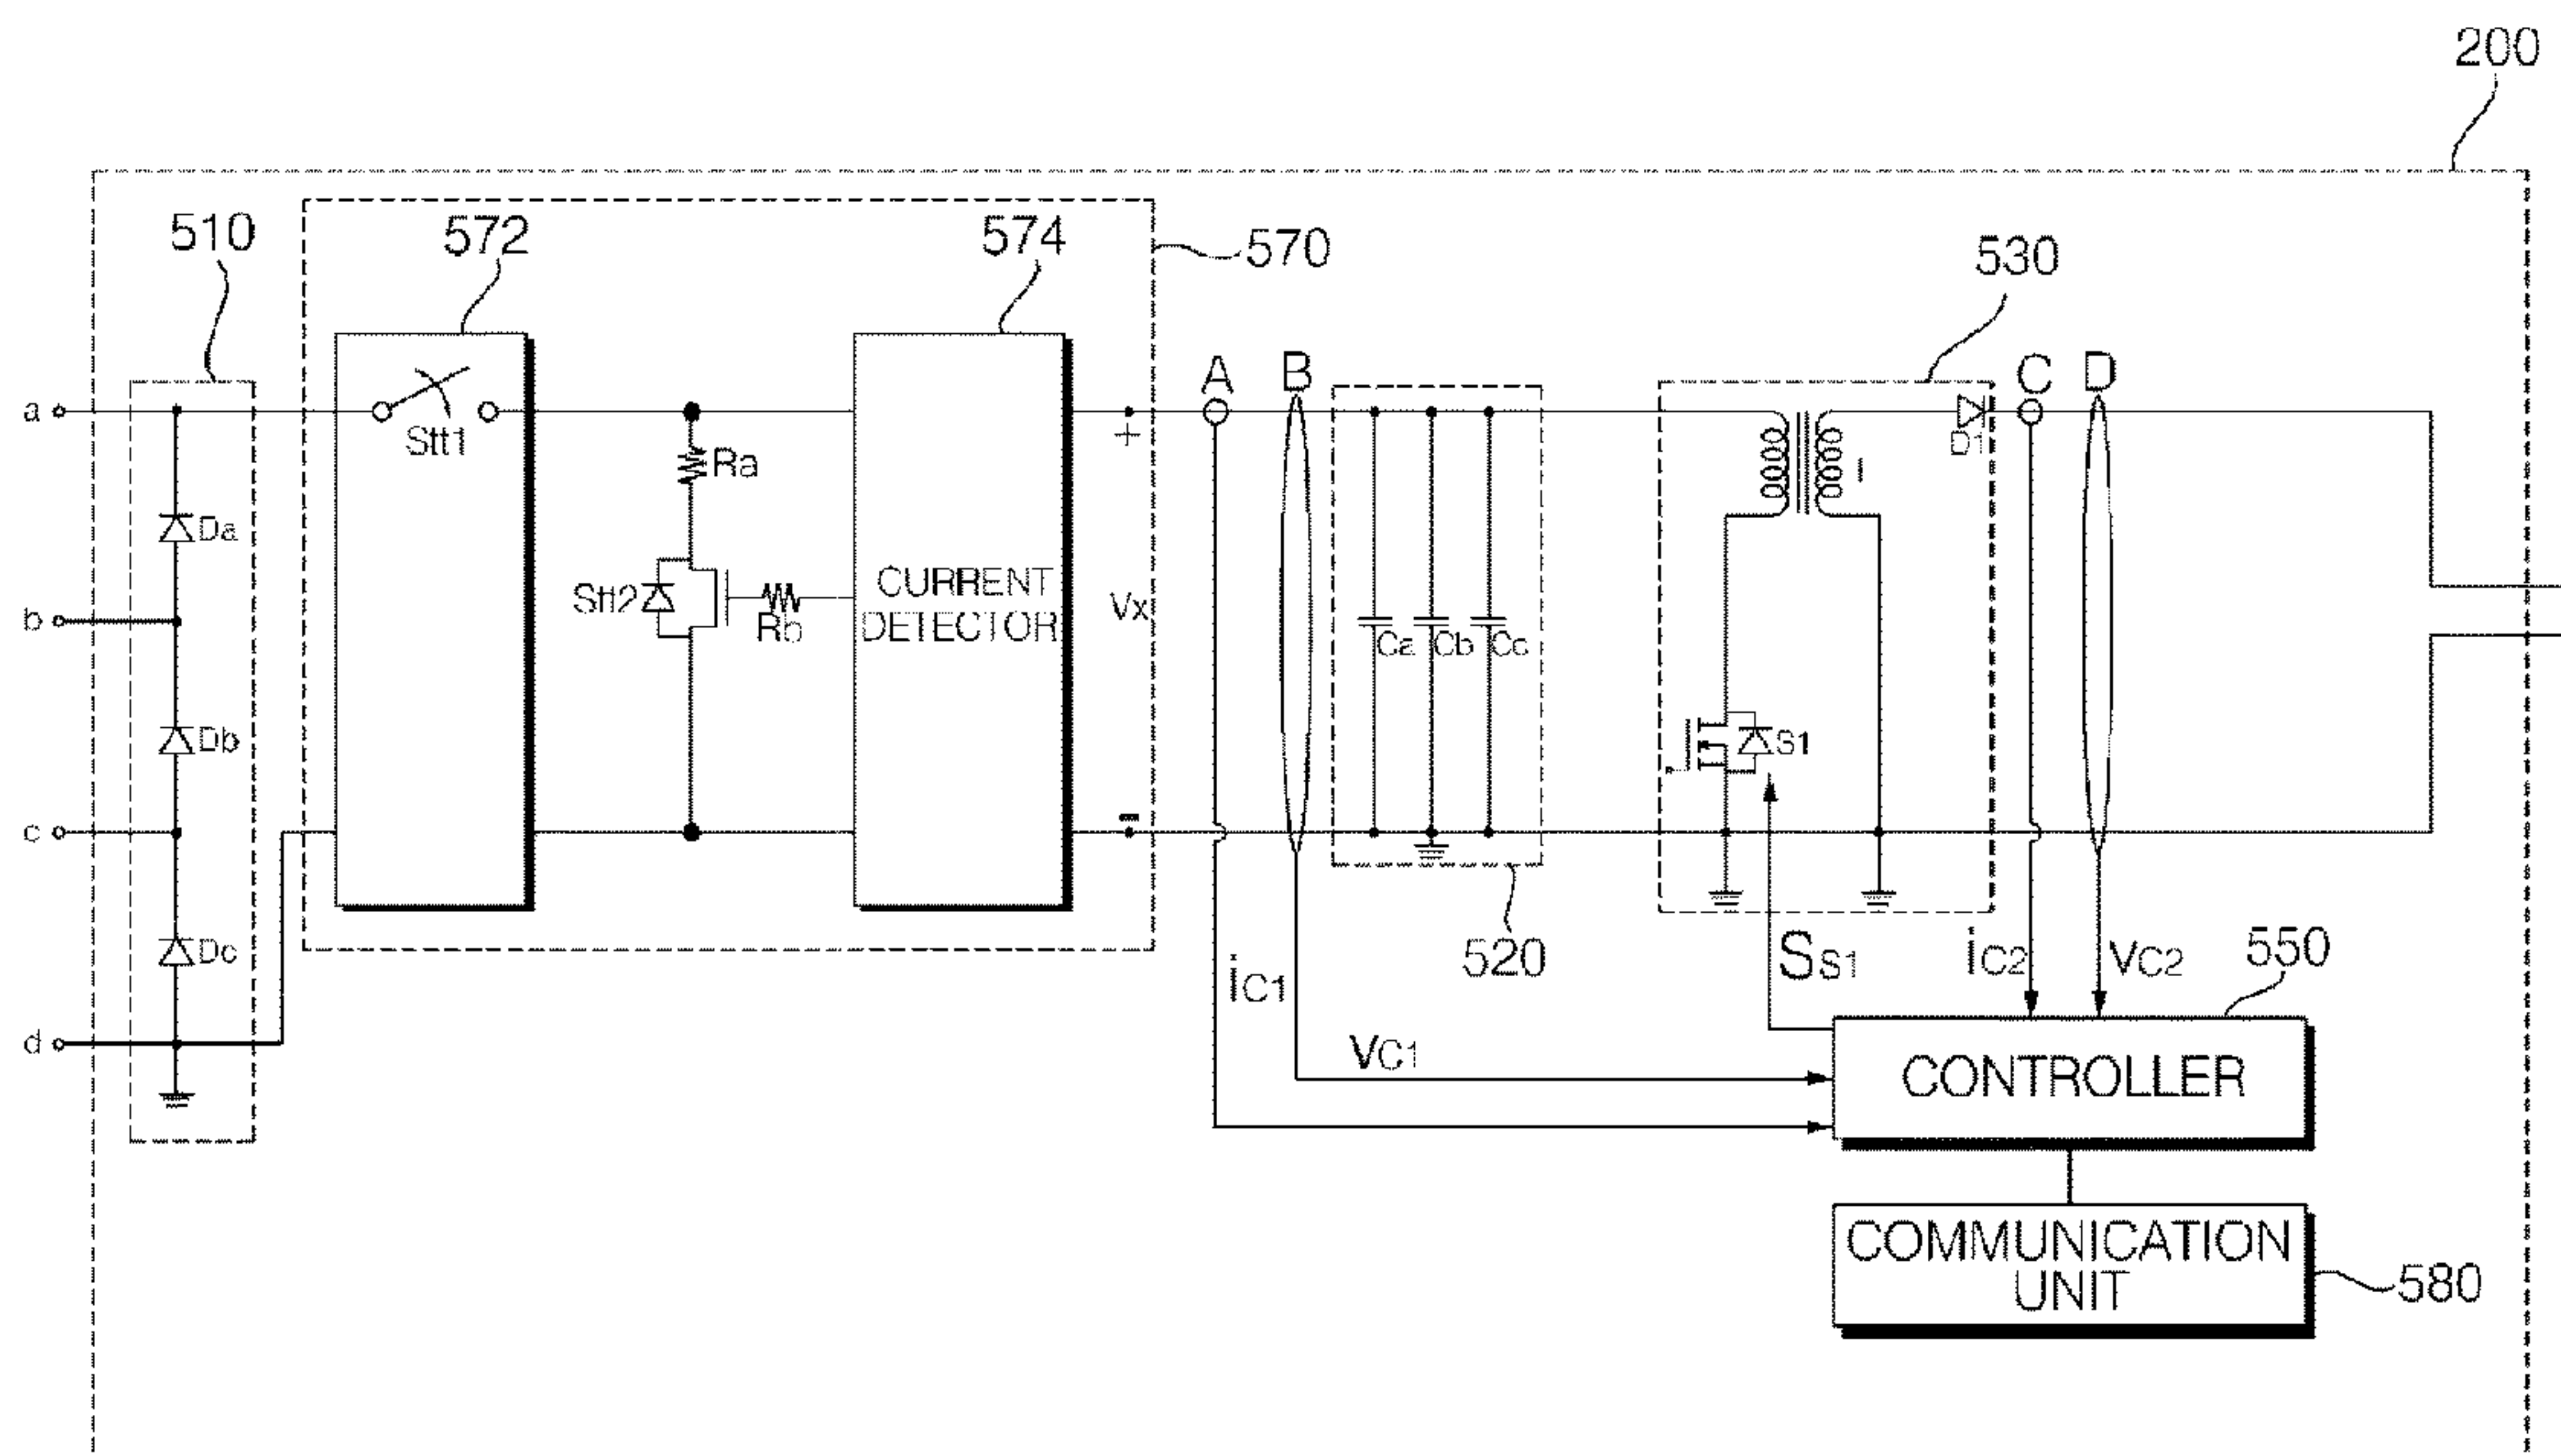 200
510
572
574
570
530
A
B
C
D
a
Stt1
+
D1
Ra
Da
Stt2
Rb
CURRENT
DETECTOR
Vx
b
Ca
Cb
Cc
Db
S1
c
-
Dc
520
iC1
SS1
iC2
VC2
550
d
VC1
CONTROLLER
COMMUNICATION
UNIT
580